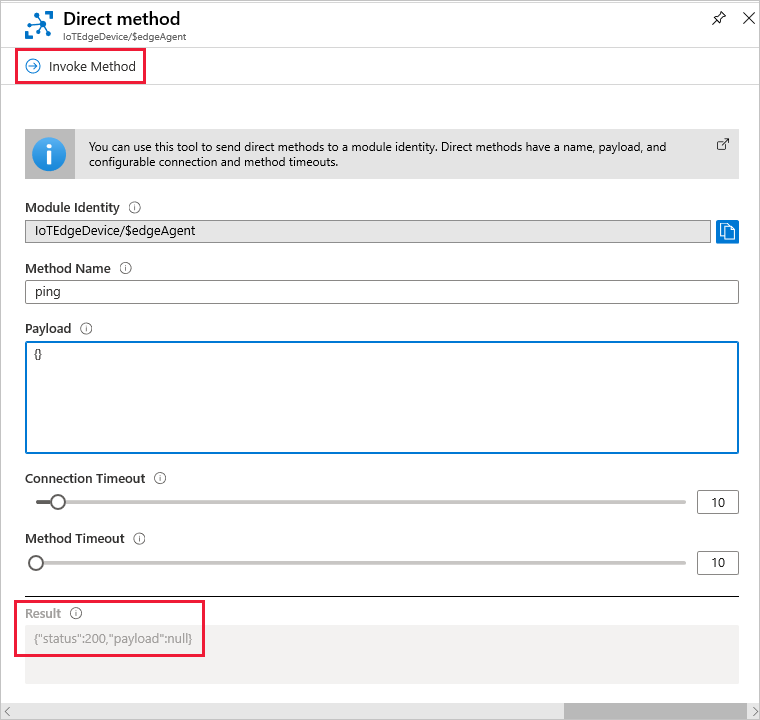 Direct method
IoTEdgeDevice/$edgeAgent
Invoke Method
You can use this tool to send direct methods to a module identity. Direct methods have a name, payload, and
configurable connection and method timeouts.
Module Identity
IoTEdgeDevice/$edgeAgent
Method Name
ping
Payload
{}
Connection Timeout
10
Method Timeout
10
Result
{"status":200,"payload":null}